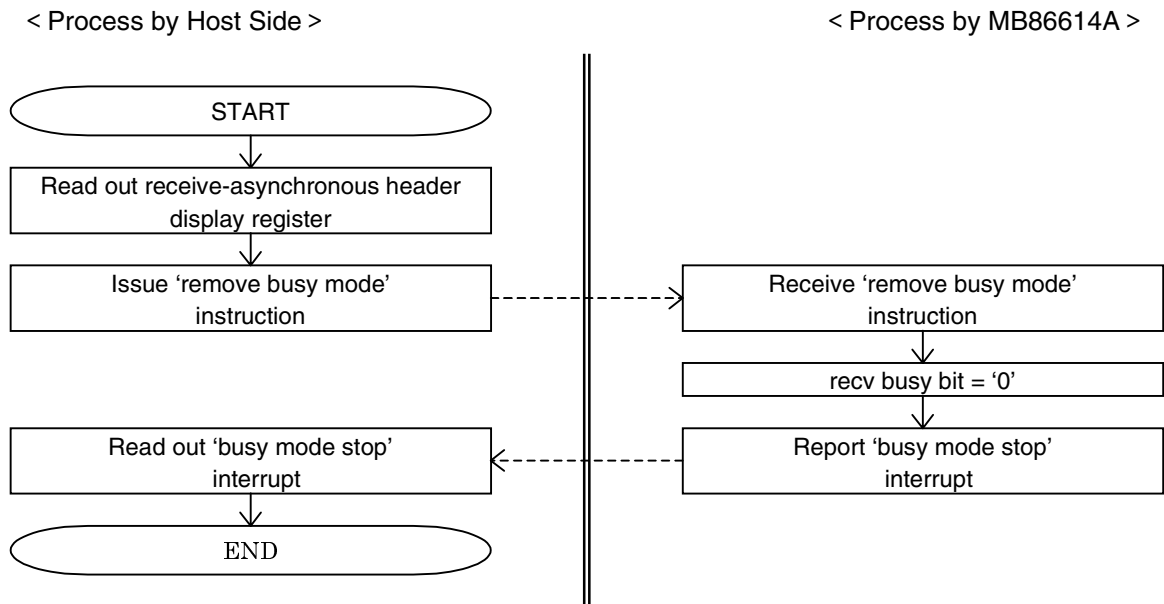 < Process by Host Side >
< Process by MB86614A >
START
Read out receive-asynchronous header
display register
Issue ‘remove busy mode’
instruction
Receive ‘remove busy mode’
instruction
recv busy bit = ‘0’
Read out ‘busy mode stop’
interrupt
Report ‘busy mode stop’
interrupt
END